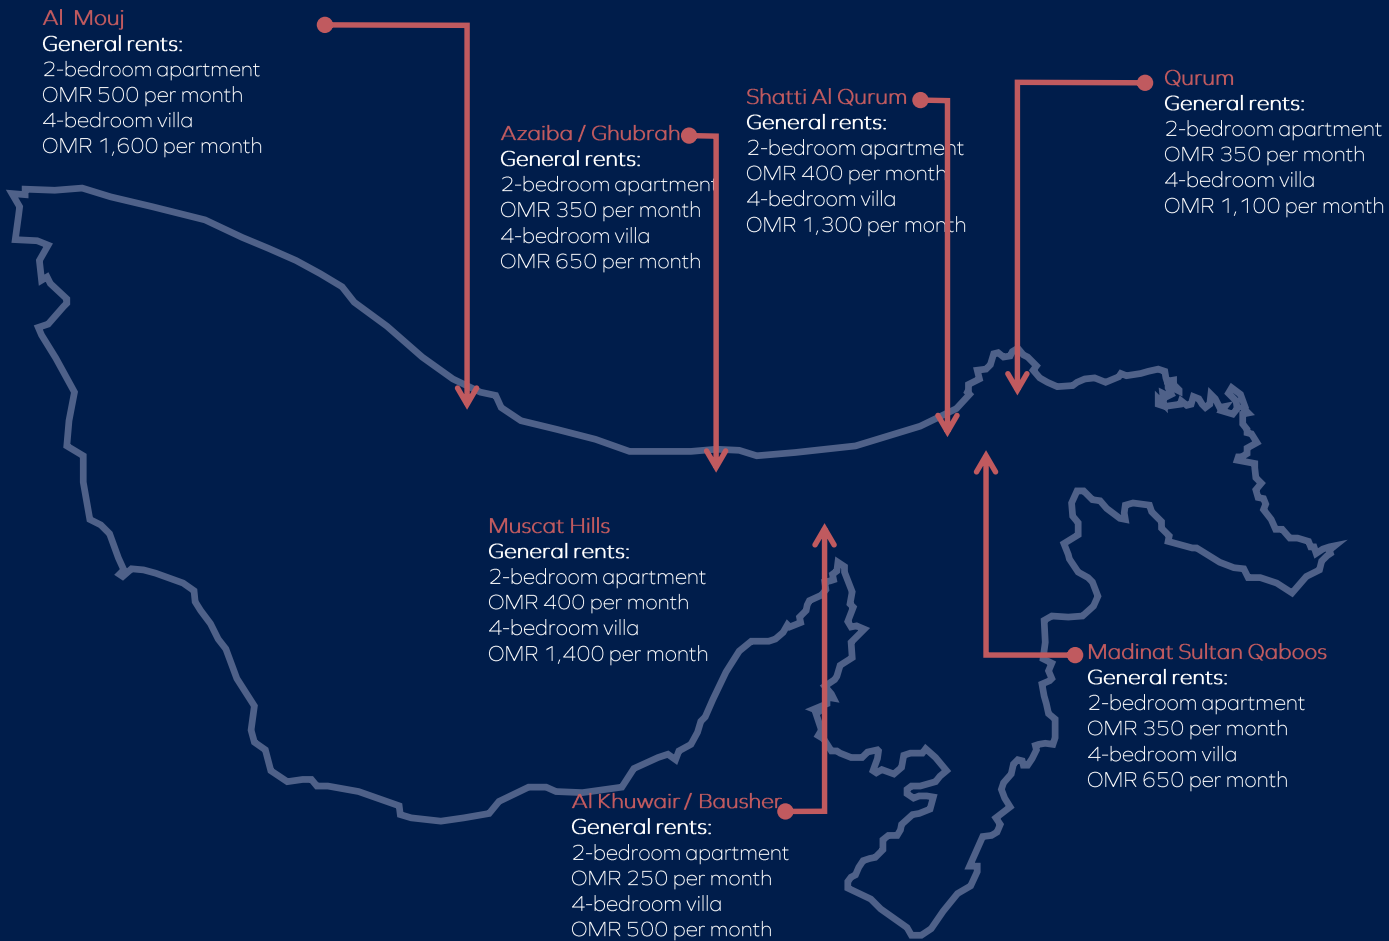 Al Mouj
General rents:
2-bedroom apartment
OMR 500 per month
4-bedroom villa
OMR 1,600 per month
Azaiba / Ghubrah
General rents:
2-bedroom apartment
OMR 350 per month
4-bedroom villa
OMR 650 per month
Shatti Al Qurum
General rents:
2-bedroom apartment
OMR 400 per month
4-bedroom villa
OMR 1,300 per month
Qurum
General rents:
2-bedroom apartment
OMR 350 per month
4-bedroom villa
OMR 1,100 per month
Muscat Hills
General rents:
2-bedroom apartment
OMR 400 per month
4-bedroom villa
OMR 1,400 per month
Madinat Sultan Qaboos
General rents:
2-bedroom apartment
OMR 350 per month
4-bedroom villa
OMR 650 per month
Al Khuwair / Bausher
General rents:
2-bedroom apartment
OMR 250 per month
4-bedroom villa
OMR 500 per month